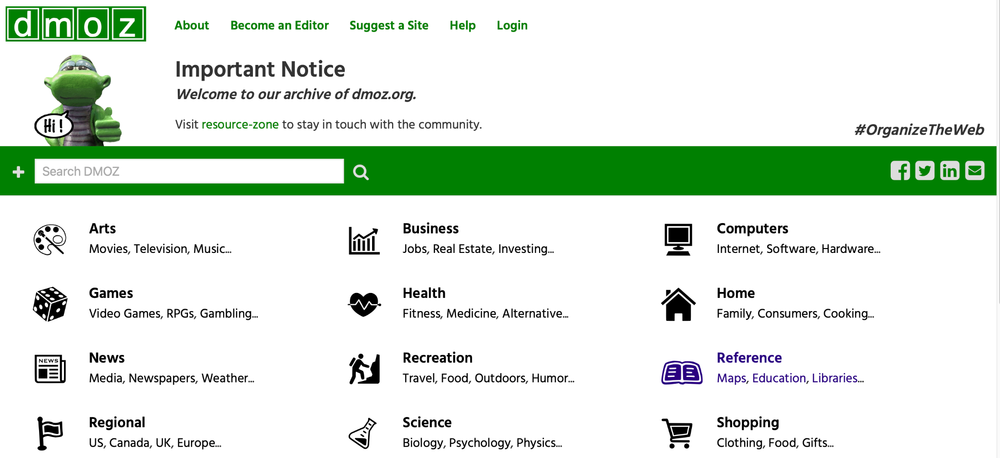 dmoz
About Become an Editor Suggest a Site Help Login
Important Notice
Welcome to our archive of dmoz.org.
Hi!
Visit resource-zone to stay in touch with the community.
#OrganizeTheWeb
Search DMOZ
Arts
Movies, Television, Music...
Business
Jobs, Real Estate, Investing...
Computers
Internet, Software, Hardware...
Games
Video Games, RPGs, Gambling...
Health
Fitness, Medicine, Alternative...
Home
Family, Consumers, Cooking...
NEWS
News
Media, Newspapers, Weather...
Recreation
Travel, Food, Outdoors, Humor...
Reference
Maps, Education, Libraries...
Regional
US, Canada, UK, Europe...
Science
Biology, Psychology, Physics...
Shopping
Clothing, Food, Gifts...